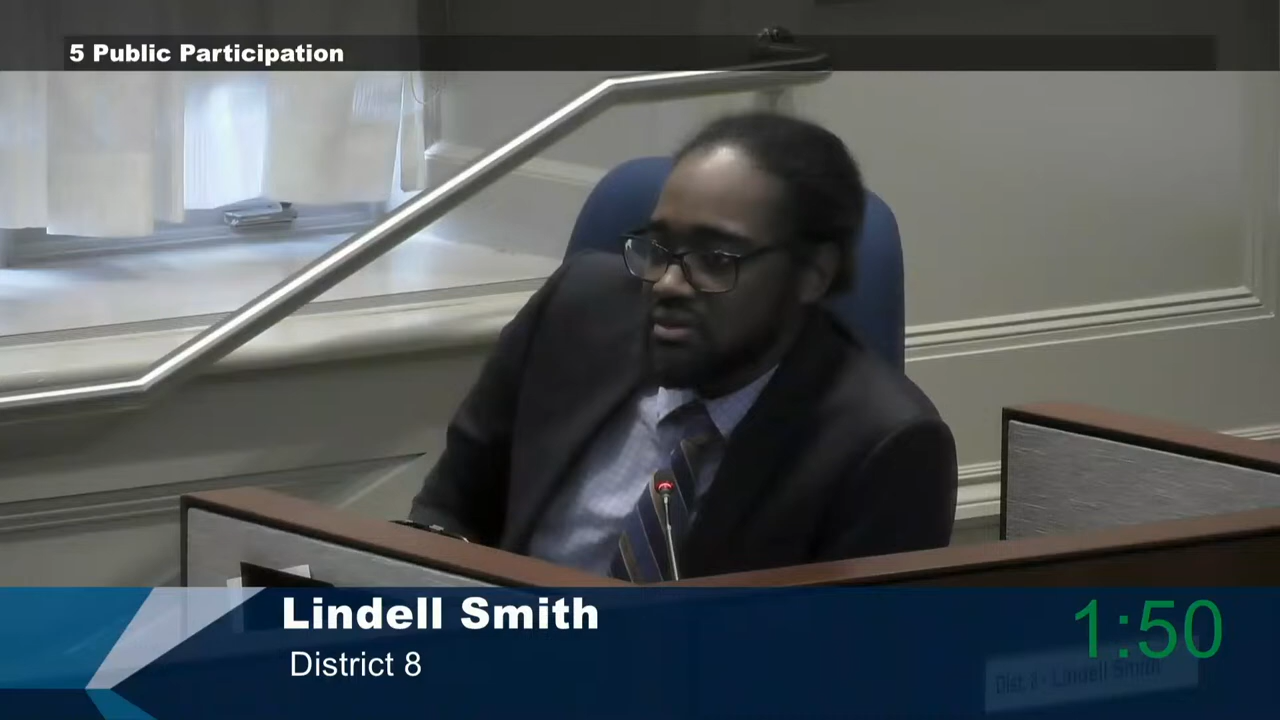 5 Public Participation
Lindell Smith
District 8
1:50
Dist. 8 - Lindell Smith